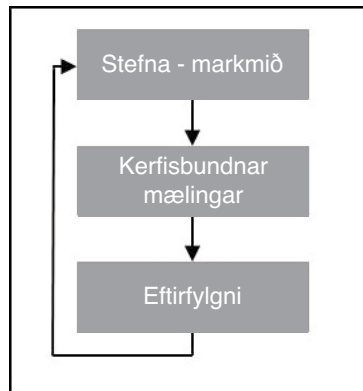 Stefna - markmið
Kerfisbundnar
mælingar
Eftirfylgni